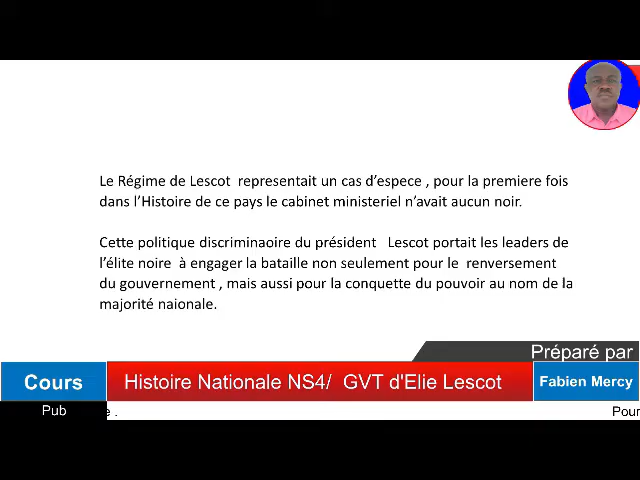 Le Régime de Lescot representait un cas d'espece , pour la premiere fois
dans l'Histoire de ce pays le cabinet ministeriel n'avait aucun noir.
Cette politique discriminaoire du président Lescot portait les leaders de
l'élite noire à engager la bataille non seulement pour le renversement
du gouvernement , mais aussi pour la conquette du pouvoir au nom de la
majorité naionale.
Préparé par
Cours
Histoire Nationale NS4/ GVT d'Elie Lescot
Fabien Mercy
Pub
e .
Pour